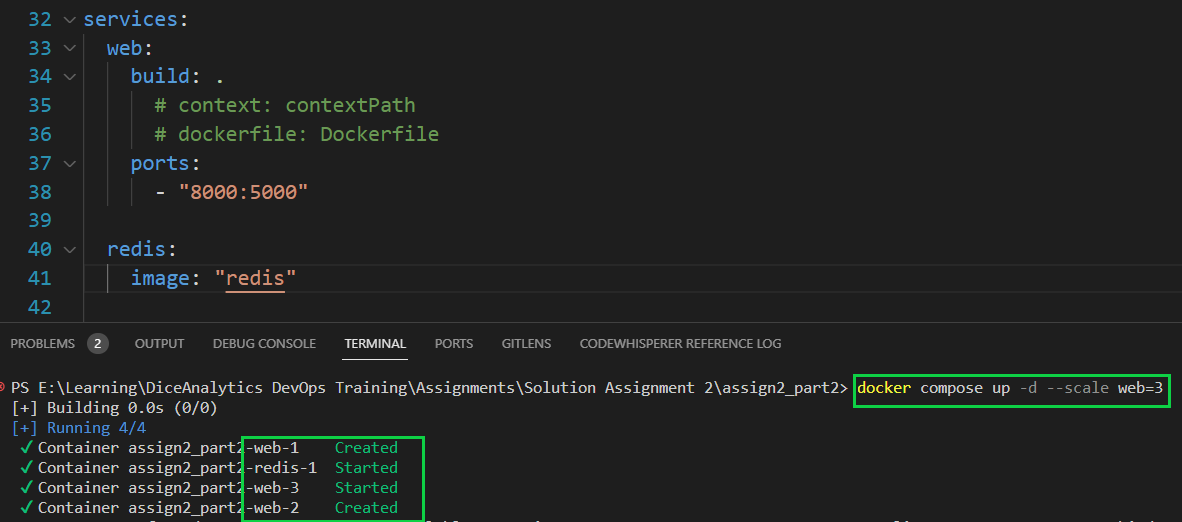 32 services:
33 web:
34 build: .
35 # context: contextPath
36 # dockerfile: Dockerfile
37 ports:
38 - "8000:5000"
39
40 redis:
41 image: "redis"
42
PROBLEMS 2 OUTPUT DEBUG CONSOLE TERMINAL PORTS GITLENS CODEWHISPERER REFERENCE LOG
PS E:\Learning\DiceAnalytics DevOps Training\Assignments\Solution Assignment 2\assign2_part2> docker compose up -d --scale web=3
[+] Building 0.0s (0/0)
[+] Running 4/4
✓ Container assign2_part2-web-1 Created
✓ Container assign2_part2-redis-1 Started
✓ Container assign2_part2-web-3 Started
✓ Container assign2_part2-web-2 Created